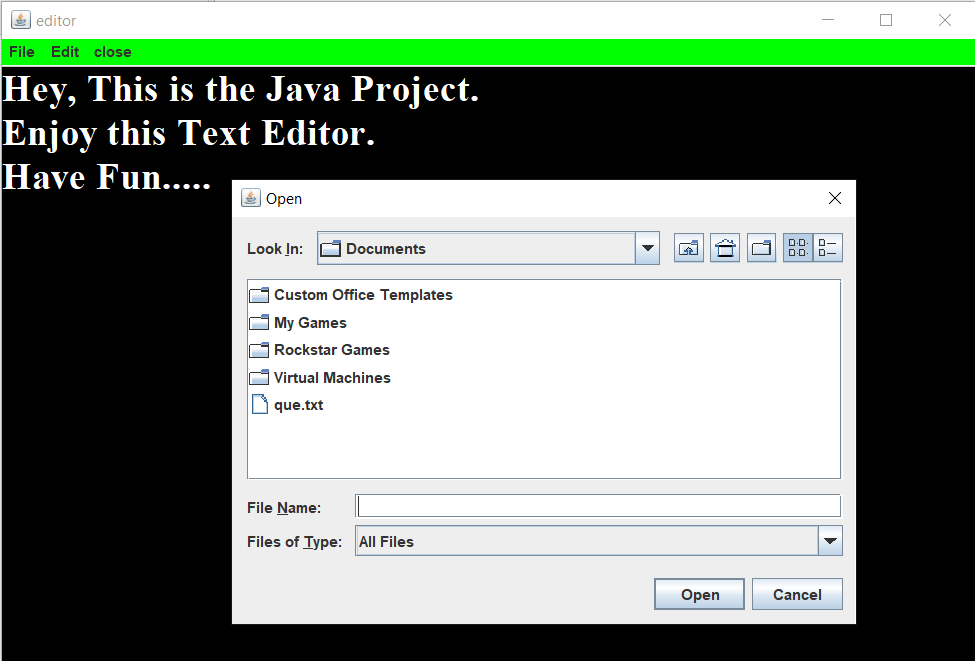 editor
File Edit close
Hey, This is the Java Project.
Enjoy this Text Editor.
Have Fun.....
Open
Look In: Documents
Custom Office Templates
My Games
Rockstar Games
Virtual Machines
que.txt
File Name:
Files of Type: All Files
Open Cancel